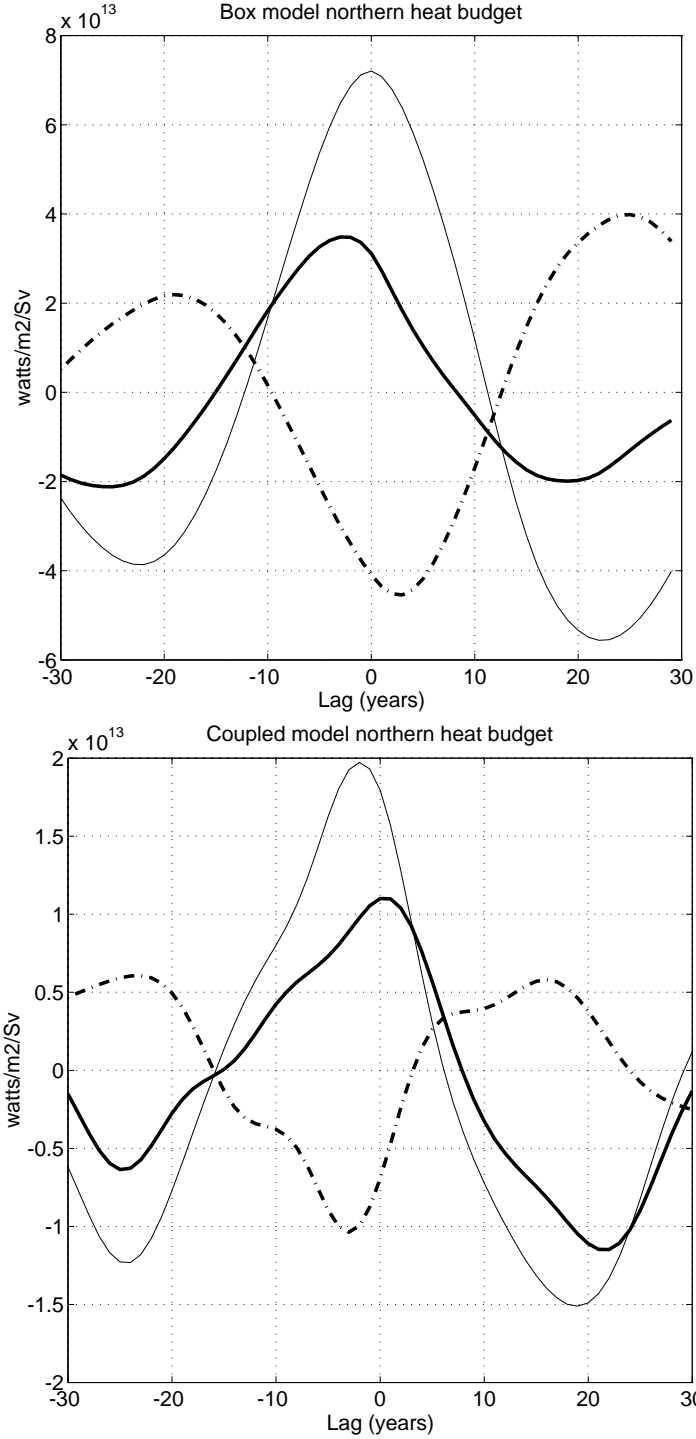 Box model northern heat budget
x 10^13
8
6
4
2
0
-2
-4
-6
watts/m2/Sv
-30 -20 -10 0 10 20 30
Lag (years)
Coupled model northern heat budget
x 10^13
2
1.5
1
0.5
0
-0.5
-1
-1.5
-2
watts/m2/Sv
-30 -20 -10 0 10 20 30
Lag (years)